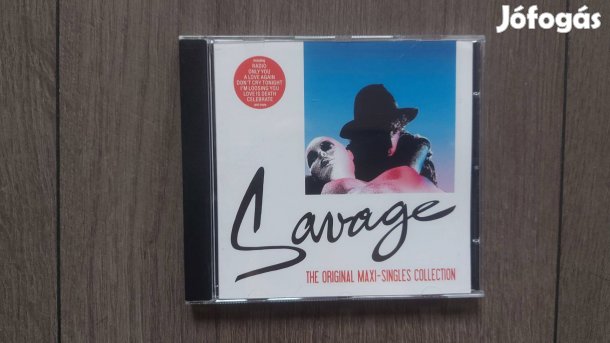 Jófogás
including
RADIO
ONLY YOU
A LOVE AGAIN
DON'T CRY TONIGHT
I'M LOOSING YOU
LOVE IS DEATH
CELEBRATE
and many
Savage
THE ORIGINAL MAXI-SINGLES COLLECTION